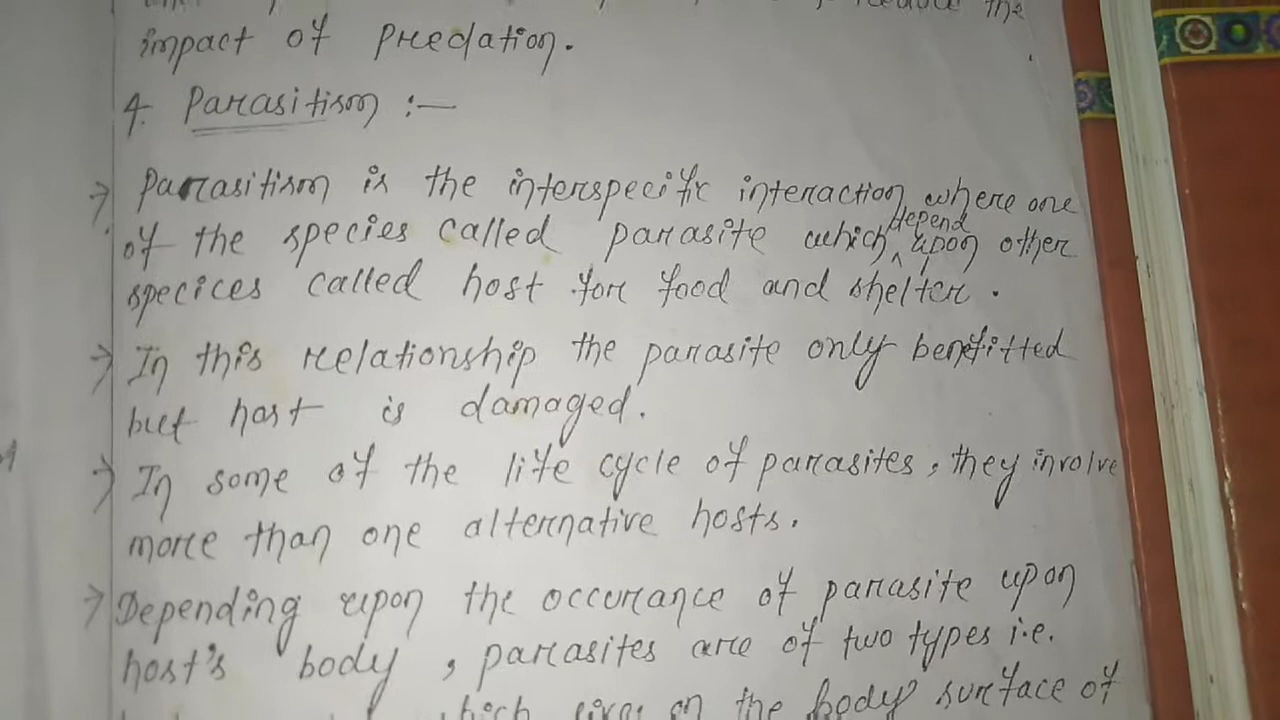 the
impact of predation.
4. Parasitism :—
→ Parasitism is the interspecific interaction where one
of the species called parasite which depend upon other
specices called host for food and shelter.
→ In this relationship the parasite only benefitted
but host is damaged.
→ In some of the life cycle of parasites, they involve
more than one alternative hosts.
→ Depending upon the occurance of parasite upon
host's body, parasites are of two types i.e.
on the body surface of